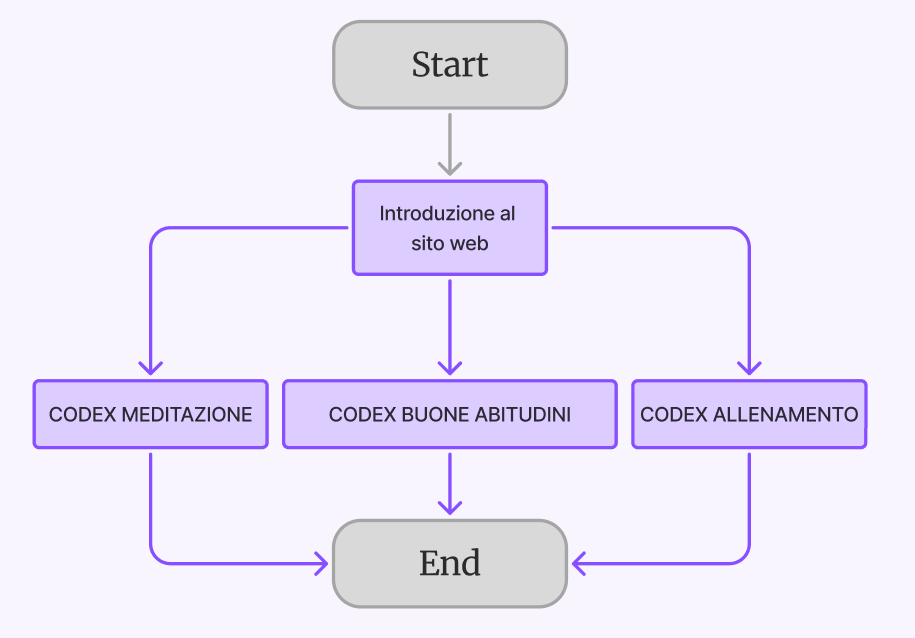 Start
Introduzione al
sito web
CODEX MEDITAZIONE
CODEX BUONE ABITUDINI
CODEX ALLENAMENTO
End